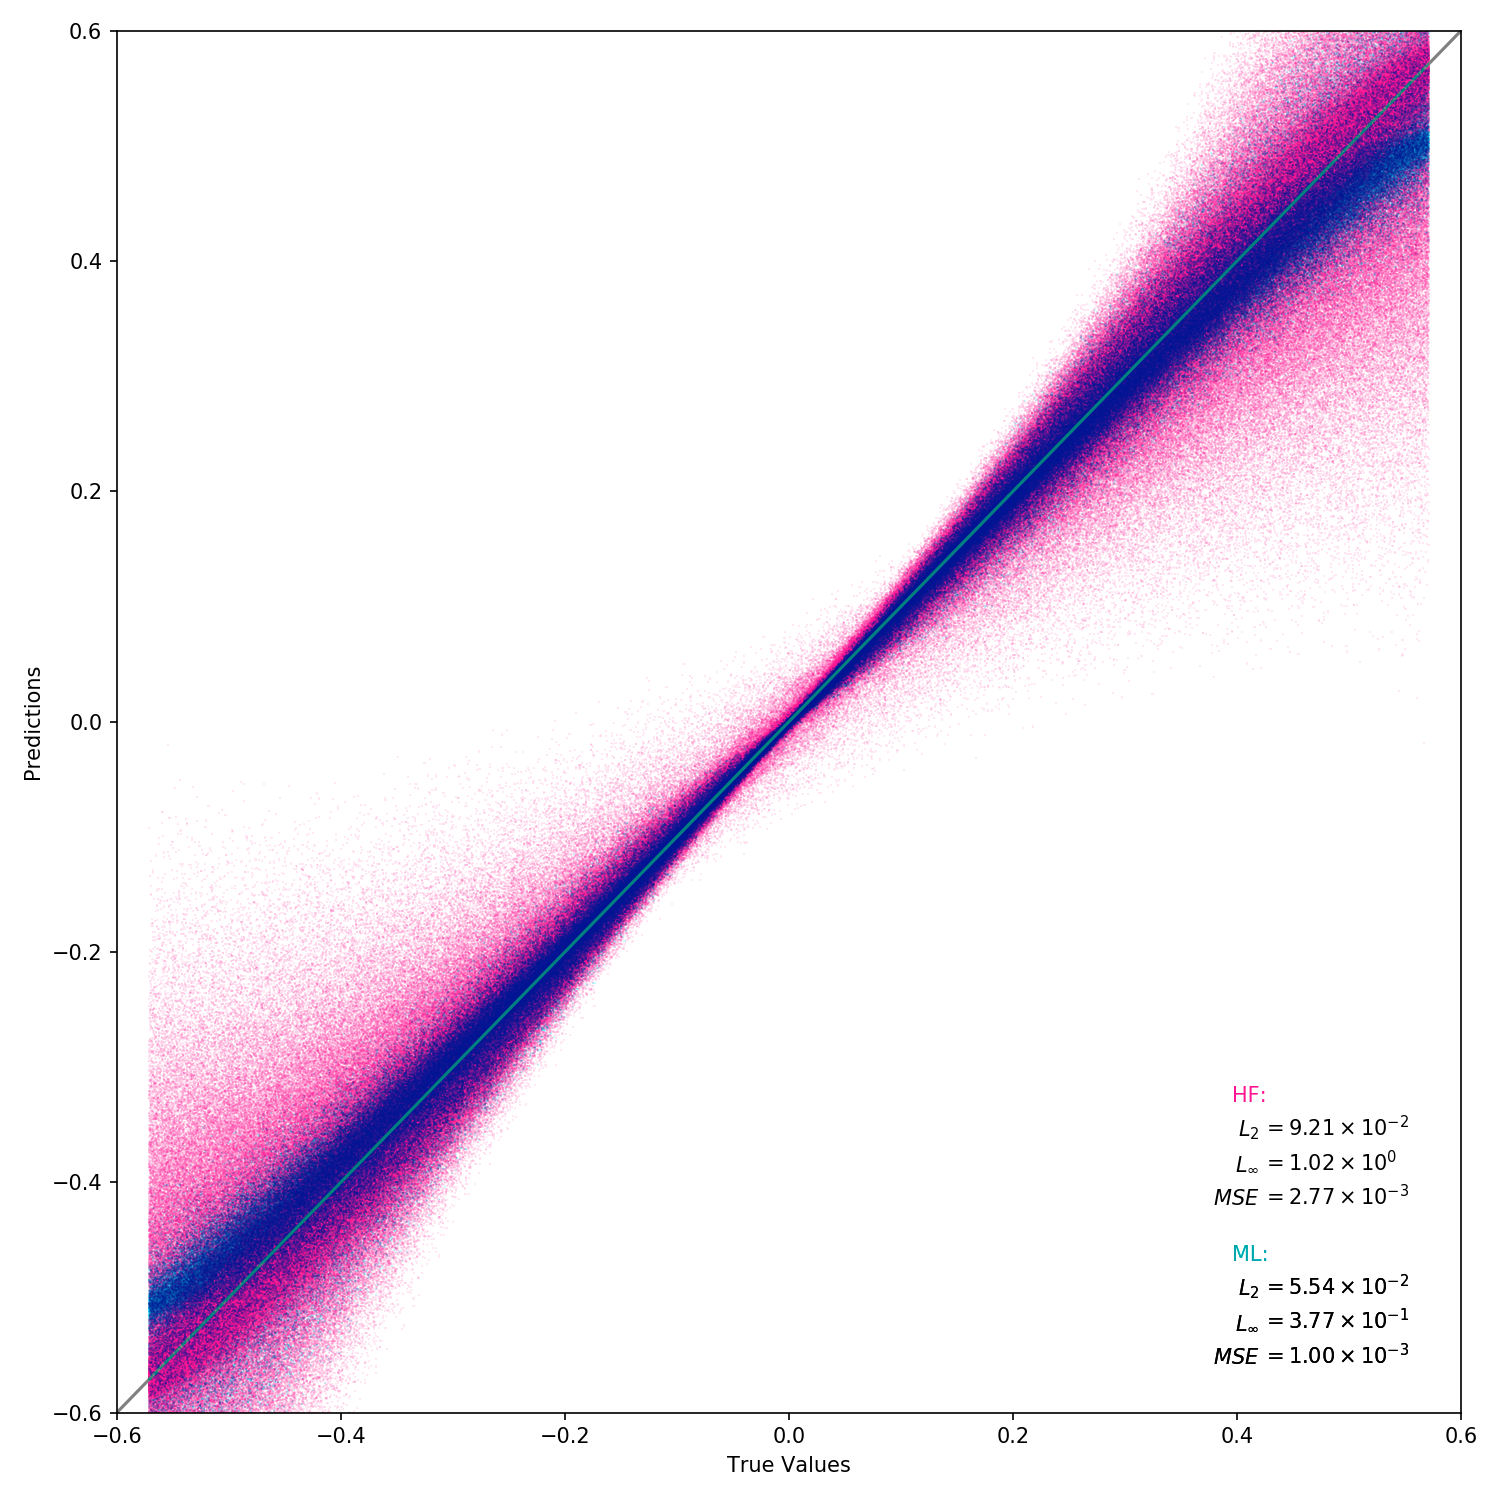 0.6
0.4
0.2
0.0
−0.2
−0.4
−0.6
Predictions
HF:
L₂ = 9.21 × 10⁻²
L∞ = 1.02 × 10⁰
MSE = 2.77 × 10⁻³
ML:
L₂ = 5.54 × 10⁻²
L∞ = 3.77 × 10⁻¹
MSE = 1.00 × 10⁻³
−0.6 −0.4 −0.2 0.0 0.2 0.4 0.6
True Values